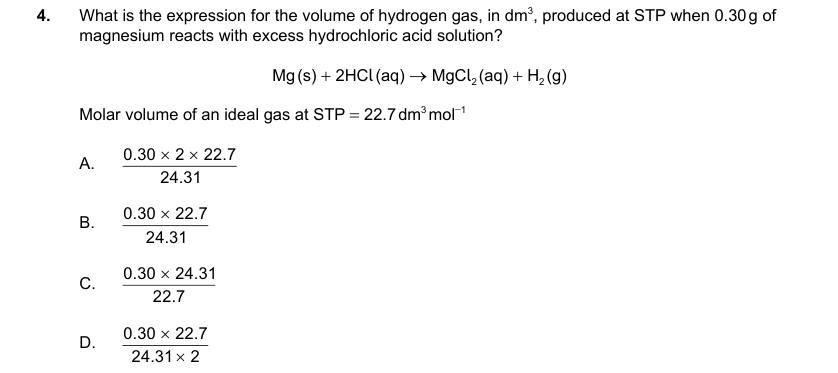 4. What is the expression for the volume of hydrogen gas, in dm³, produced at STP when 0.30 g of
magnesium reacts with excess hydrochloric acid solution?
Mg (s) + 2HCl (aq) → MgCl₂ (aq) + H₂ (g)
Molar volume of an ideal gas at STP = 22.7 dm³ mol⁻¹
A. 0.30 × 2 × 22.7
24.31
B. 0.30 × 22.7
24.31
C. 0.30 × 24.31
22.7
D. 0.30 × 22.7
24.31 × 2